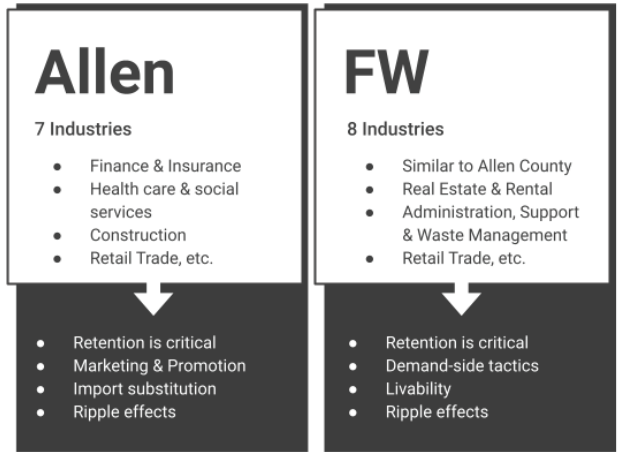 Allen
7 Industries
● Finance & Insurance
● Health care & social
services
● Construction
● Retail Trade, etc.
● Retention is critical
● Marketing & Promotion
● Import substitution
● Ripple effects
FW
8 Industries
● Similar to Allen County
● Real Estate & Rental
● Administration, Support
& Waste Management
● Retail Trade, etc.
● Retention is critical
● Demand-side tactics
● Livability
● Ripple effects